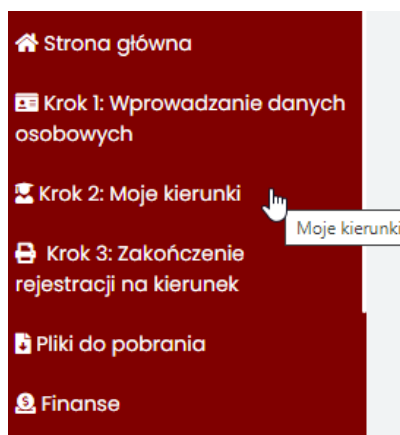 Strona główna
Krok 1: Wprowadzanie danych
osobowych
Krok 2: Moje kierunki
Moje kierunki
Krok 3: Zakończenie
rejestracji na kierunek
Pliki do pobrania
Finanse